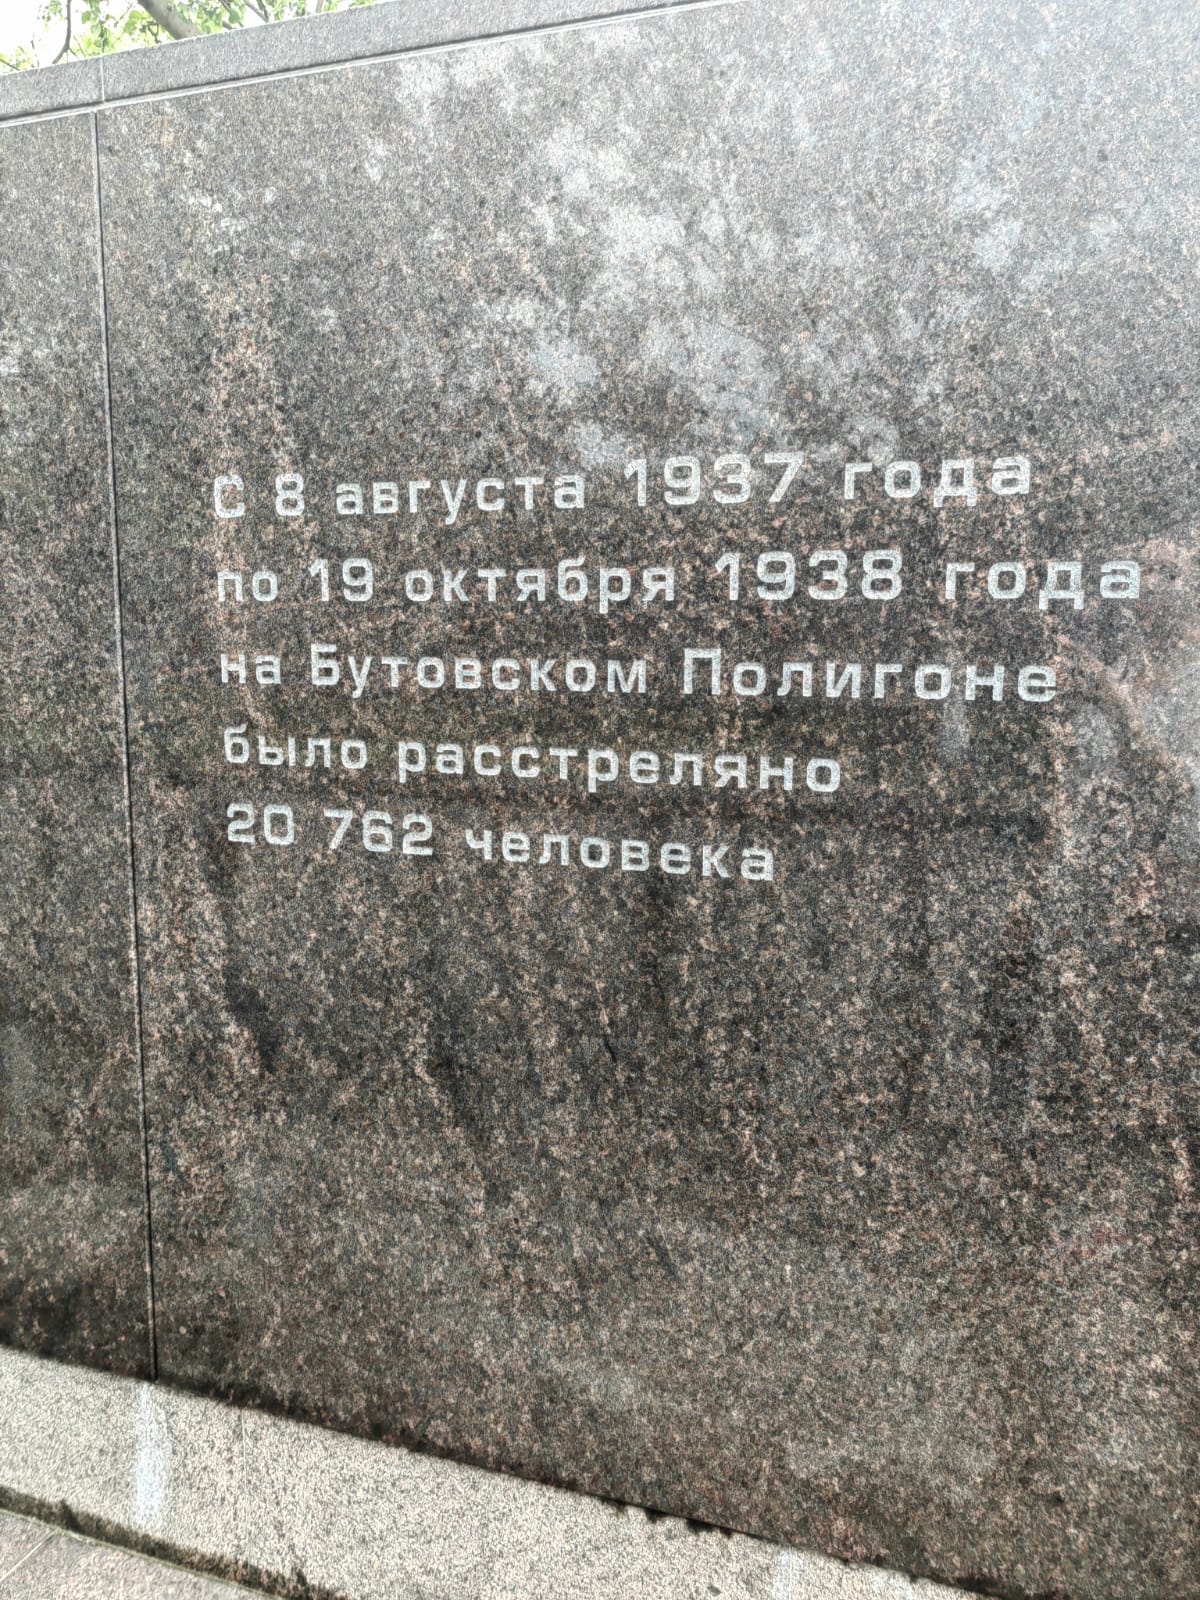 С 8 августа 1937 года
по 19 октября 1938 года
на Бутовском Полигоне
было расстреляно
20 762 человека